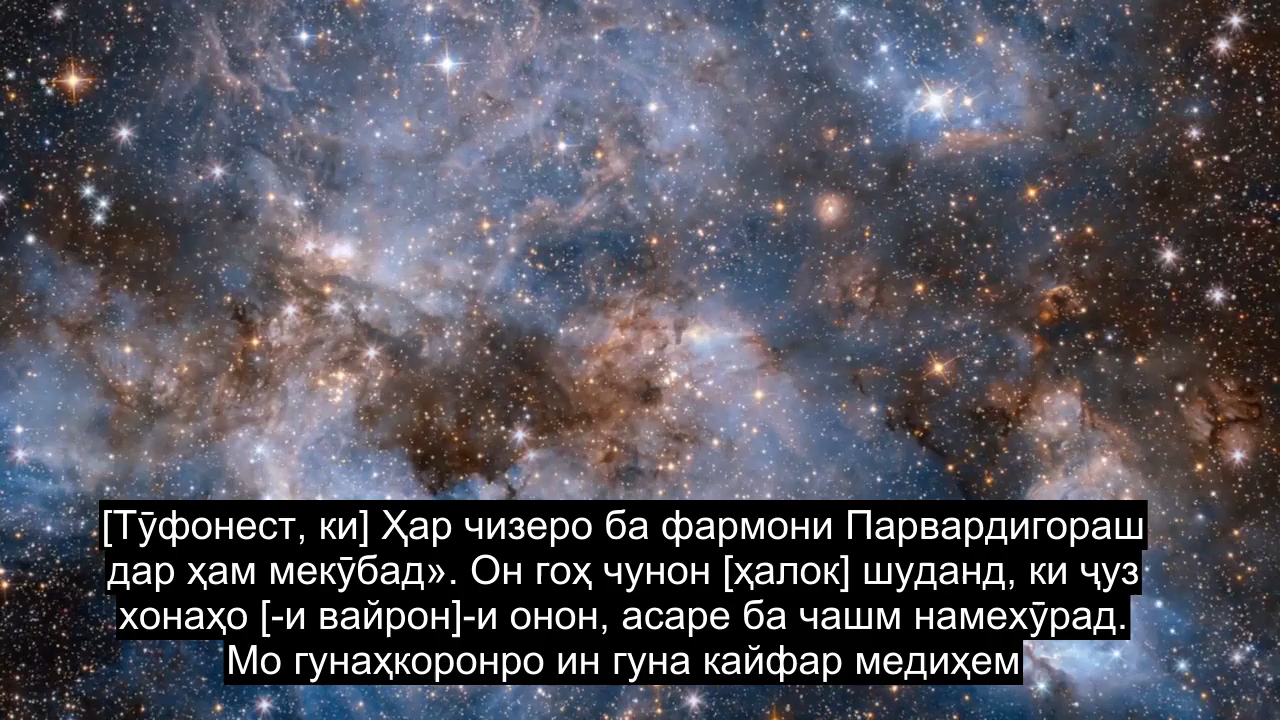 [Тӯфонест, ки] Ҳар чизеро ба фармони Парвардигораш
дар ҳам мекӯбад». Он гоҳ чунон [ҳалок] шуданд, ки ҷуз
хонаҳо [-и вайрон]-и онон, асаре ба чашм намехӯрад.
Мо гунаҳкоронро ин гуна кайфар медиҳем